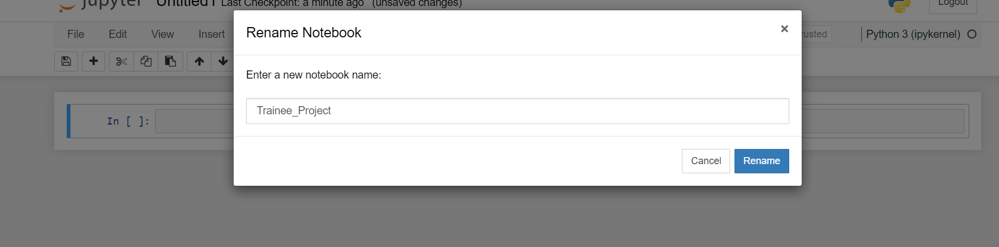 Jupyter Untitled1 Last Checkpoint: a minute ago (unsaved changes)
Logout
File Edit View Insert
rusted
Python 3 (ipykernel)
Rename Notebook
×
Enter a new notebook name:
Trainee_Project
In [ ]:
Cancel Rename